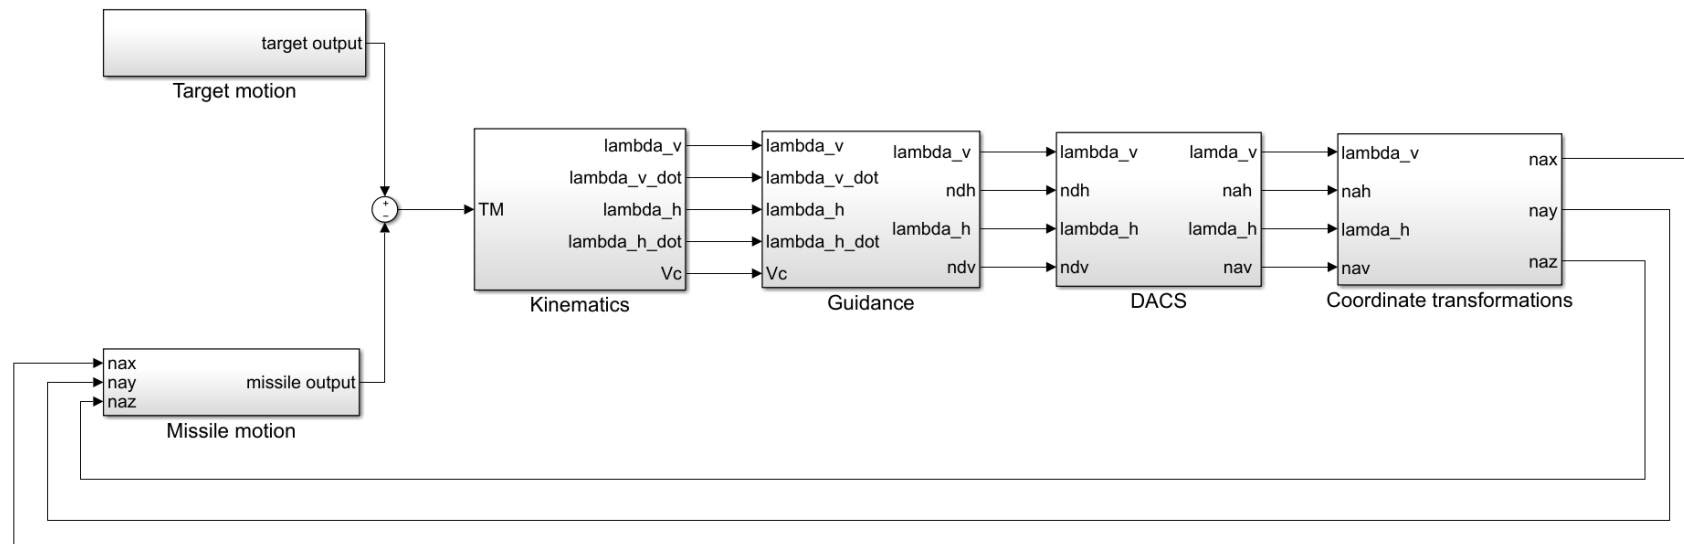 target output
Target motion
+
−
TM
lambda_v
lambda_v_dot
lambda_h
lambda_h_dot
Vc
Kinematics
lambda_v
lambda_v_dot
lambda_h
lambda_h_dot
Vc
lambda_v
ndh
lambda_h
ndv
Guidance
lambda_v
ndh
lambda_h
ndv
lamda_v
nah
lamda_h
nav
DACS
lambda_v
nah
lamda_h
nav
nax
nay
naz
Coordinate transformations
nax
nay
naz
missile output
Missile motion